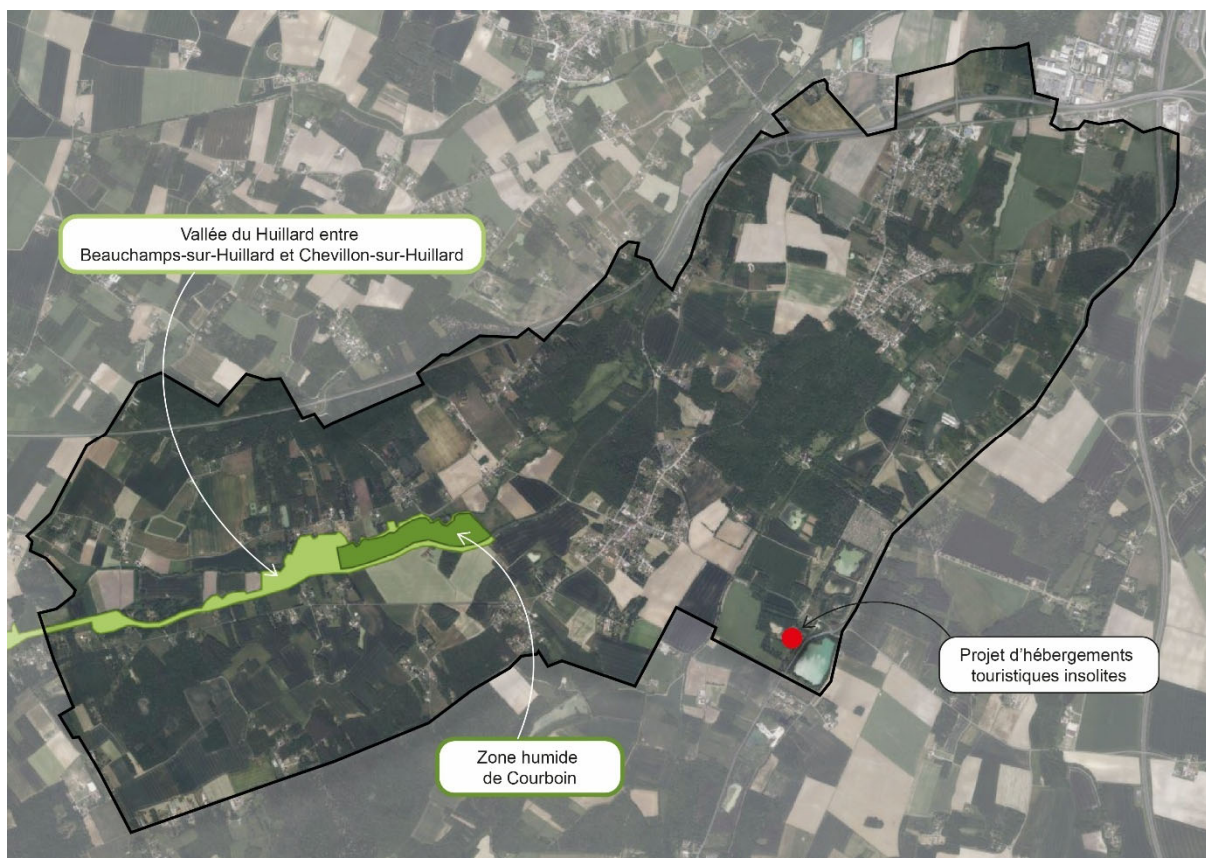 Vallée du Huillard entre
Beauchamps-sur-Huillard et Chevillon-sur-Huillard
Projet d'hébergements
touristiques insolites
Zone humide
de Courboin